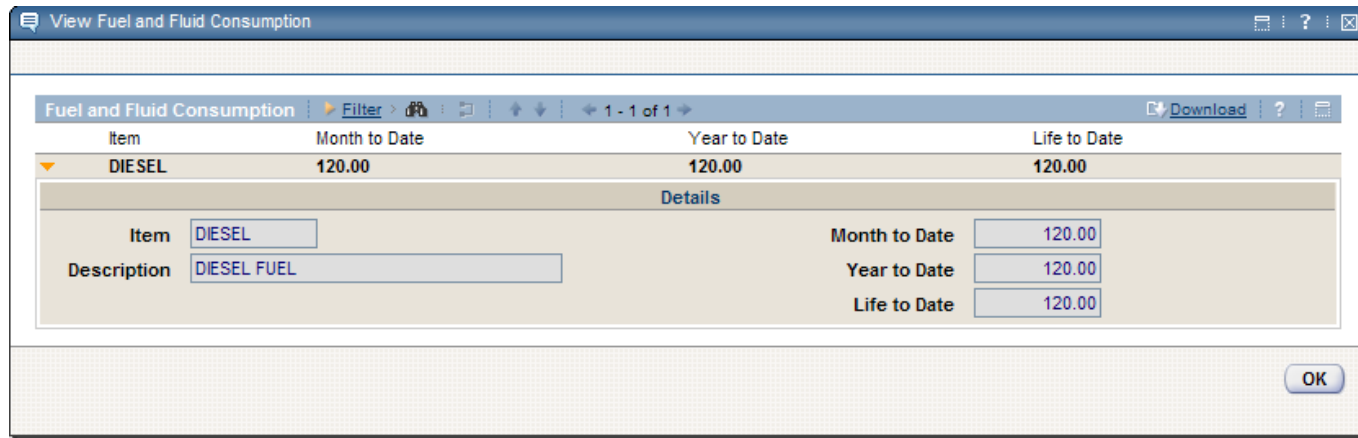 View Fuel and Fluid Consumption ?
Fuel and Fluid Consumption Filter 1 - 1 of 1 Download ?
Item Month to Date Year to Date Life to Date
DIESEL 120.00 120.00 120.00
Details
Item DIESEL Month to Date 120.00
Description DIESEL FUEL Year to Date 120.00
Life to Date 120.00
OK